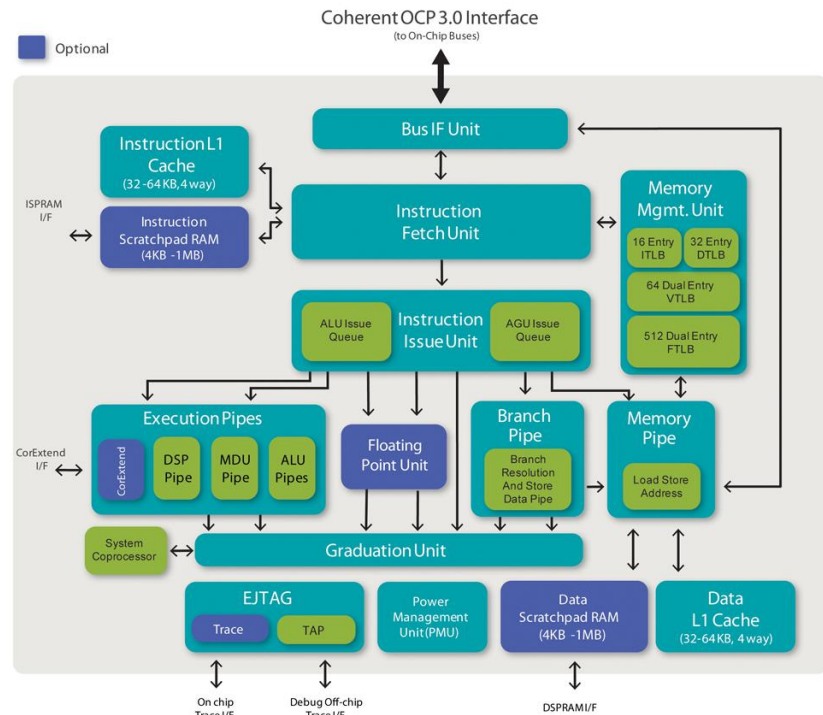 Coherent OCP 3.0 Interface
(to On-Chip Buses)
Optional
Bus IF Unit
Instruction L1
Cache
(32-64 KB, 4 way)
ISPRAM
I/F
Instruction
Scratchpad RAM
(4KB -1MB)
Instruction
Fetch Unit
Memory
Mgmt. Unit
16 Entry
ITLB
32 Entry
DTLB
64 Dual Entry
VTLB
512 Dual Entry
FTLB
ALU Issue
Queue
Instruction
Issue Unit
AGU Issue
Queue
Execution Pipes
CorExtend
I/F
CorExtend
DSP
Pipe
MDU
Pipe
ALU
Pipes
Floating
Point Unit
Branch
Pipe
Branch
Resolution
And Store
Data Pipe
Memory
Pipe
Load Store
Address
System
Coprocessor
Graduation Unit
EJTAG
Trace
TAP
Power
Management
Unit(PMU)
Data
Scratchpad RAM
(4KB -1MB)
Data
L1 Cache
(32-64 KB, 4 way)
On chip
Trace I/F
Debug Off-chip
Trace I/F
DSPRAM I/F